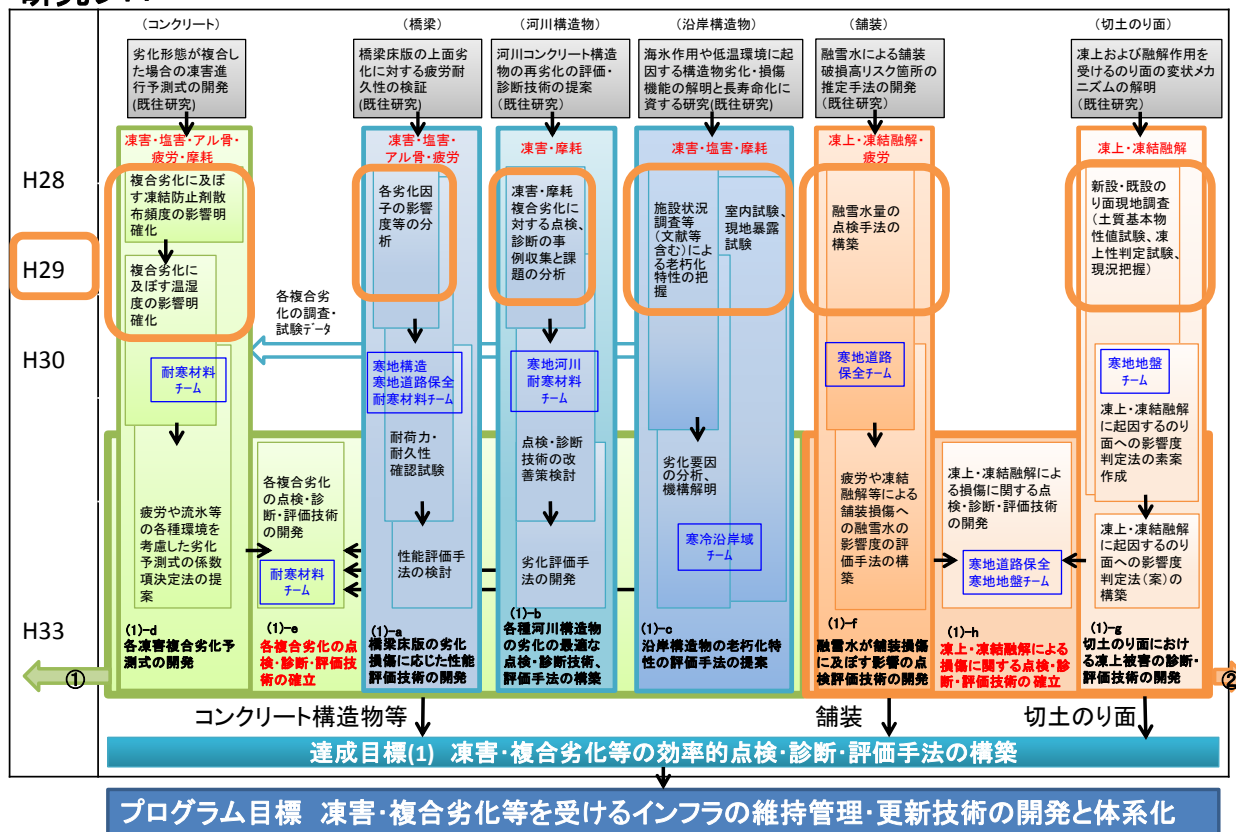 (コンクリート)
(橋梁)
(河川構造物)
(沿岸構造物)
(舗装)
(切土のり面)
劣化形態が複合し
た場合の凍害進
行予測式の開発
(既往研究)
橋梁床版の上面劣
化に対する疲労耐
久性の検証
(既往研究)
河川コンクリート構造
物の再劣化の評価・
診断技術の提案
(既往研究)
海氷作用や低温環境に起
因する構造物劣化・損傷
機能の解明と長寿命化に
資する研究(既往研究)
融雪水による舗装
破損高リスク箇所の
推定手法の開発
(既往研究)
凍上および融解作用を
受けるのり面の変状メカ
ニズムの解明
(既往研究)
凍害・塩害・アル骨・
疲労・摩耗
凍害・塩害・
アル骨・疲労
凍害・摩耗
凍害・塩害・摩耗
凍上・凍結融解・
疲労
凍上・凍結融解
H28
H29
H30
H33
複合劣化に及ぼ
す凍結防止剤散
布頻度の影響明
確化
複合劣化に
及ぼす温湿
度の影響明
確化
各劣化因
子の影響
度等の分
析
凍害・摩耗
複合劣化に
対する点検、
診断の事
例収集と課
題の分析
施設状況
調査等
(文献等
含む)によ
る老朽化
特性の把
握
室内試験、
現地暴露
試験
融雪水量の
点検手法の
構築
新設・既設の
り面現地調査
(土質基本物
性値試験、凍
上性判定試験、
現況把握)
各複合劣
化の調査・
試験データ
耐寒材料
チーム
寒地構造
寒地道路保全
耐寒材料チーム
寒地河川
耐寒材料
チーム
寒地道路
保全チーム
寒地地盤
チーム
疲労や流氷等
の各種環境を
考慮した劣化
予測式の係数
項決定法の提
案
各複合劣化
の点検・診
断・評価技術
の開発
耐寒材料
チーム
耐荷力・
耐久性
確認試験
性能評価手
法の検討
点検・診断
技術の改
善策検討
劣化評価手
法の開発
劣化要因
の分析、
機構解明
寒冷沿岸域
チーム
疲労や凍結
融解等による
舗装損傷へ
の融雪水の
影響度の評
価手法の構
築
凍上・凍結融解によ
る損傷に関する点
検・診断・評価技術
の開発
寒地道路保全
寒地地盤チーム
凍上・凍結融解
に起因するのり
面への影響度
判定法の素案
作成
凍上・凍結融解
に起因するのり
面への影響度
判定法(案)の
構築
(1)-d
各凍害複合劣化予
測式の開発
(1)-e
各複合劣化の点
検・診断・評価技
術の確立
(1)-a
橋梁床版の劣化
損傷に応じた性能
評価技術の開発
(1)-b
各種河川構造物
の劣化の最適な
点検・診断技術、
評価手法の構築
(1)-c
沿岸構造物の老朽化特
性の評価手法の提案
(1)-f
融雪水が舗装損傷
に及ぼす影響の点
検評価技術の開発
(1)-h
凍上・凍結融解による
損傷に関する点検・診
断・評価技術の 確立
(1)-g
切土のり面におけ
る凍上被害の診断・
評価技術の開発
①
②
コンクリート構造物等
舗装
切土のり面
達成目標(1) 凍害・複合劣化等の効率的点検・診断・評価手法の構築
プログラム目標 凍害・複合劣化等を受けるインフラの維持管理・更新技術の開発と体系化